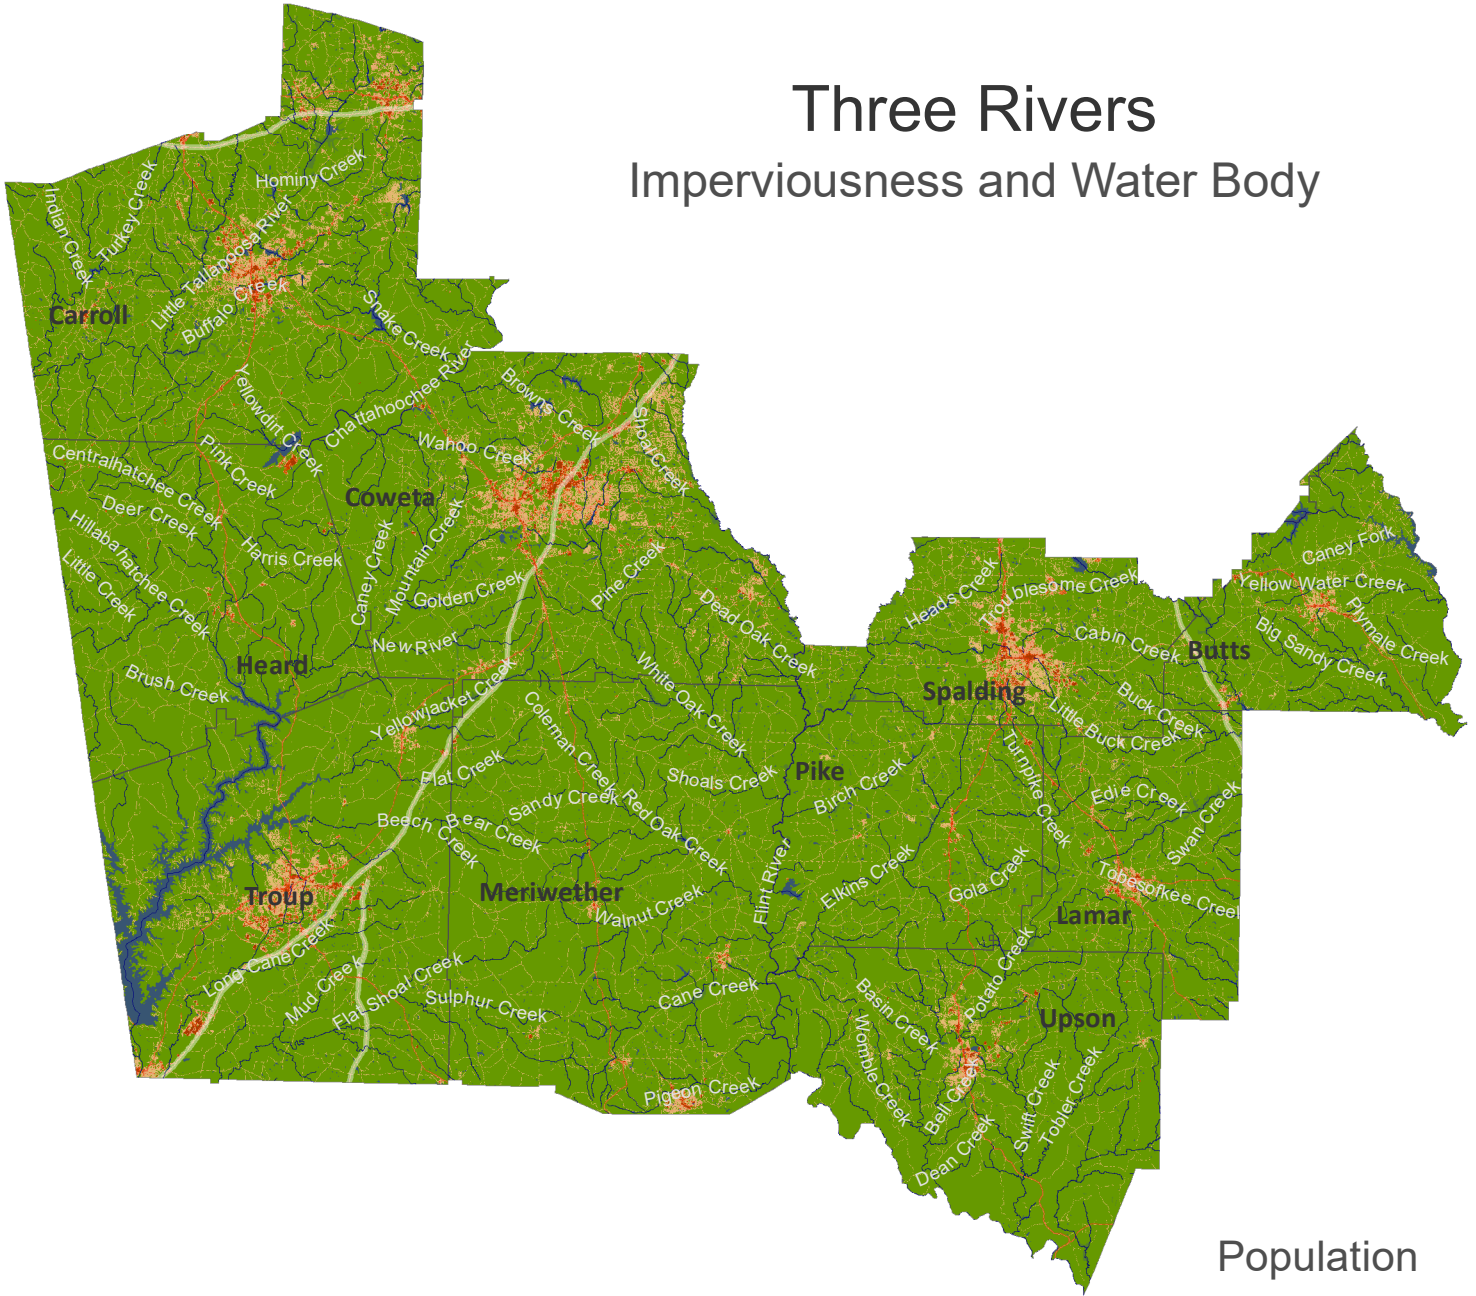 Three Rivers
Imperviousness and Water Body
Hominy Creek
Turkey Creek
Indian Creek
Little Tallapoosa River
Buffalo Creek
Carroll
Snake Creek
Chattahoochee River
Yellowdirt Creek
Browns Creek
Shoal Creek
Wahoo Creek
Pink Creek
Centralhatchee Creek
Coweta
Deer Creek
Hillabahatchee Creek
Harris Creek
Little Creek
Caney Creek
Mountain Creek
Golden Creek
Pine Creek
Dead Oak Creek
New River
Heard
Brush Creek
Yellowjacket Creek
White Oak Creek
Coleman Creek
Caney Fork
Yellow Water Creek
Heads Creek
Troublesome Creek
Plymale Creek
Big Sandy Creek
Cabin Creek
Butts
Spalding
Buck Creek
Little Buck Creek
Turnpike Creek
Flat Creek
Shoals Creek
Pike
Birch Creek
Sandy Creek
Red Oak Creek
Edie Creek
Swan Creek
Beech Creek
Bear Creek
Flint River
Elkins Creek
Gola Creek
Tobesofkee Creek
Troup
Meriwether
Walnut Creek
Lamar
Long Cane Creek
Mud Creek
Flat Shoal Creek
Sulphur Creek
Cane Creek
Potato Creek
Basin Creek
Upson
Womble Creek
Pigeon Creek
Bell Creek
Swift Creek
Tobler Creek
Dean Creek
Population